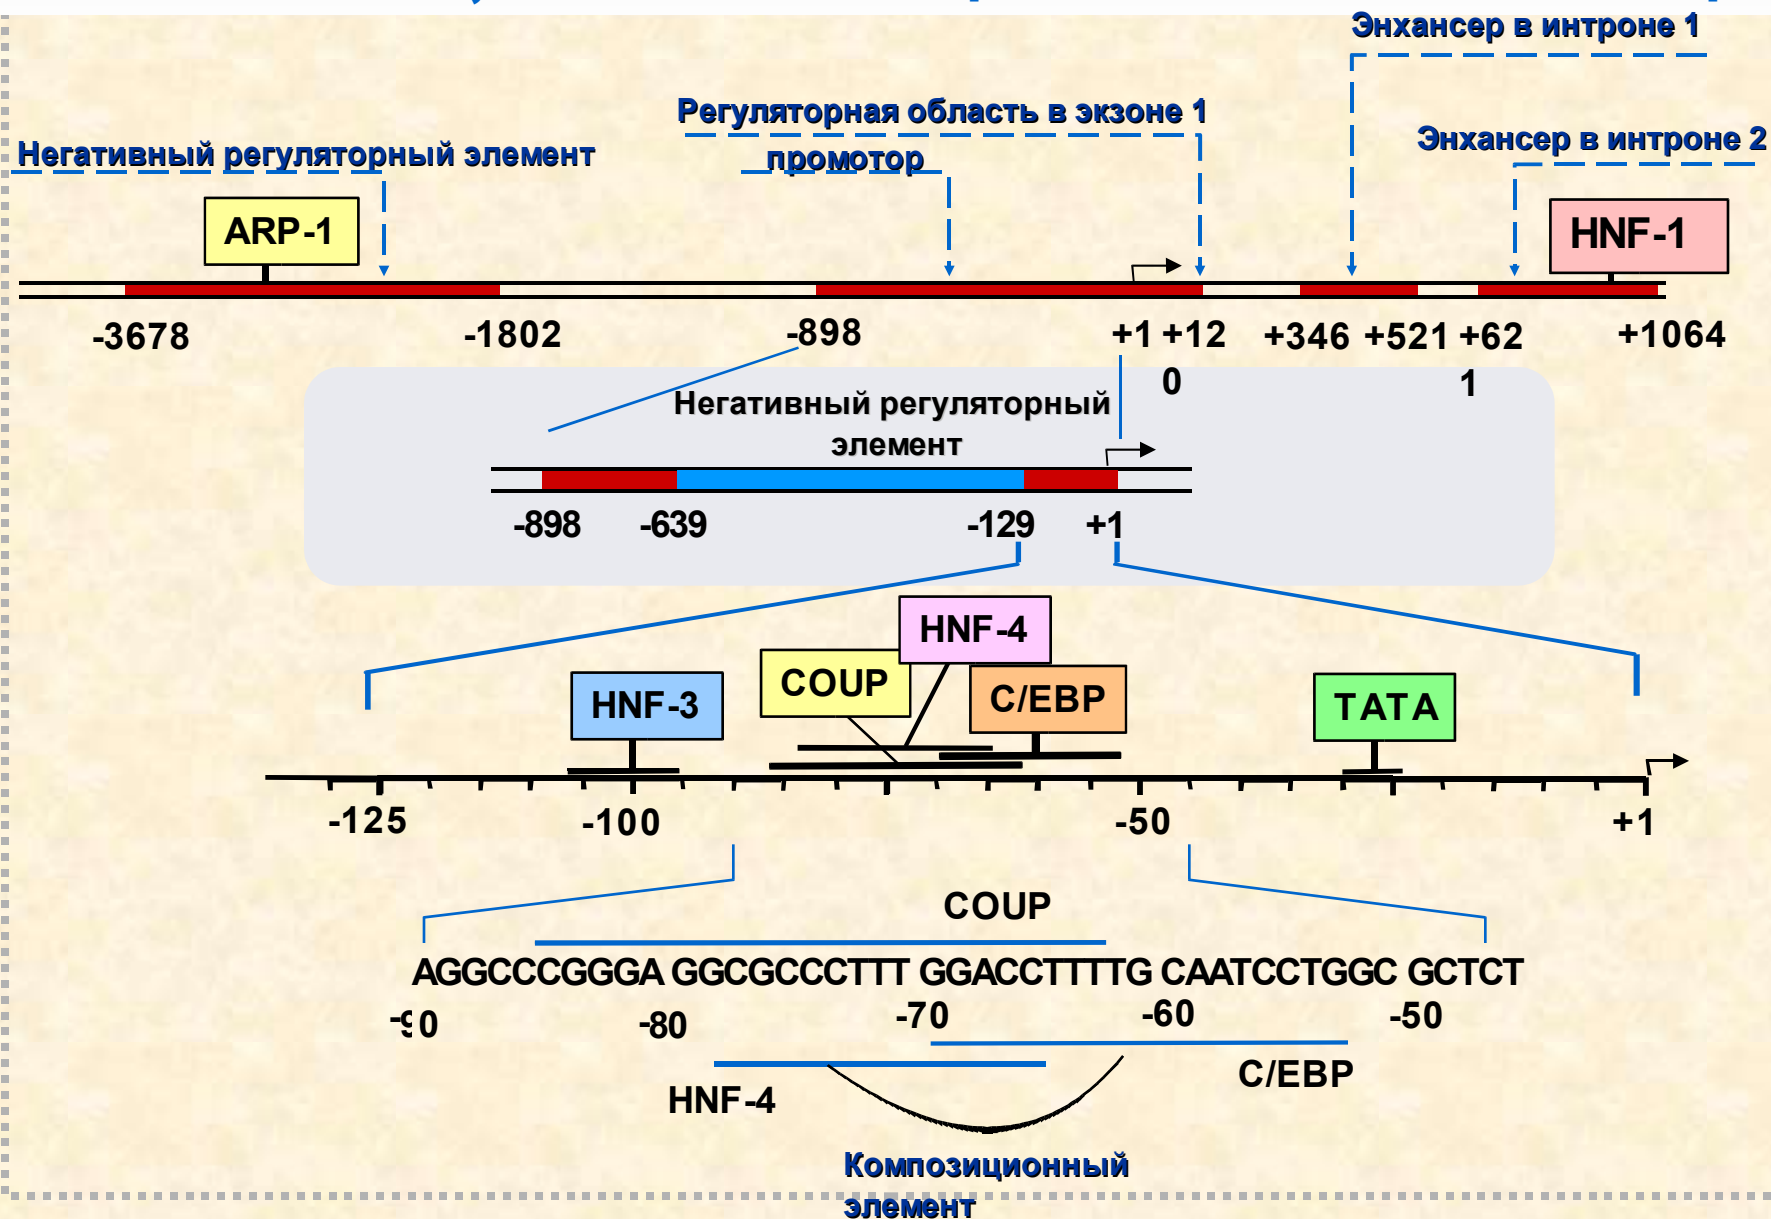 Энхансер в интроне 1
Регуляторная область в экзоне 1
Энхансер в интроне 2
Негативный регуляторный элемент
промотор
ARP-1
HNF-1
-3678 -1802 -898 +1 +12 +346 +521 +62 +1064
0 1
Негативный регуляторный
элемент
-898 -639 -129 +1
HNF-4
COUP
C/EBP
HNF-3
TATA
-125 -100 -50 +1
COUP
AGGCCCGGGA GGCGCCCTTT GGACCTTTTG CAATCCTGGC GCTCT
-90 -80 -70 -60 -50
C/EBP
HNF-4
Композиционный
элемент